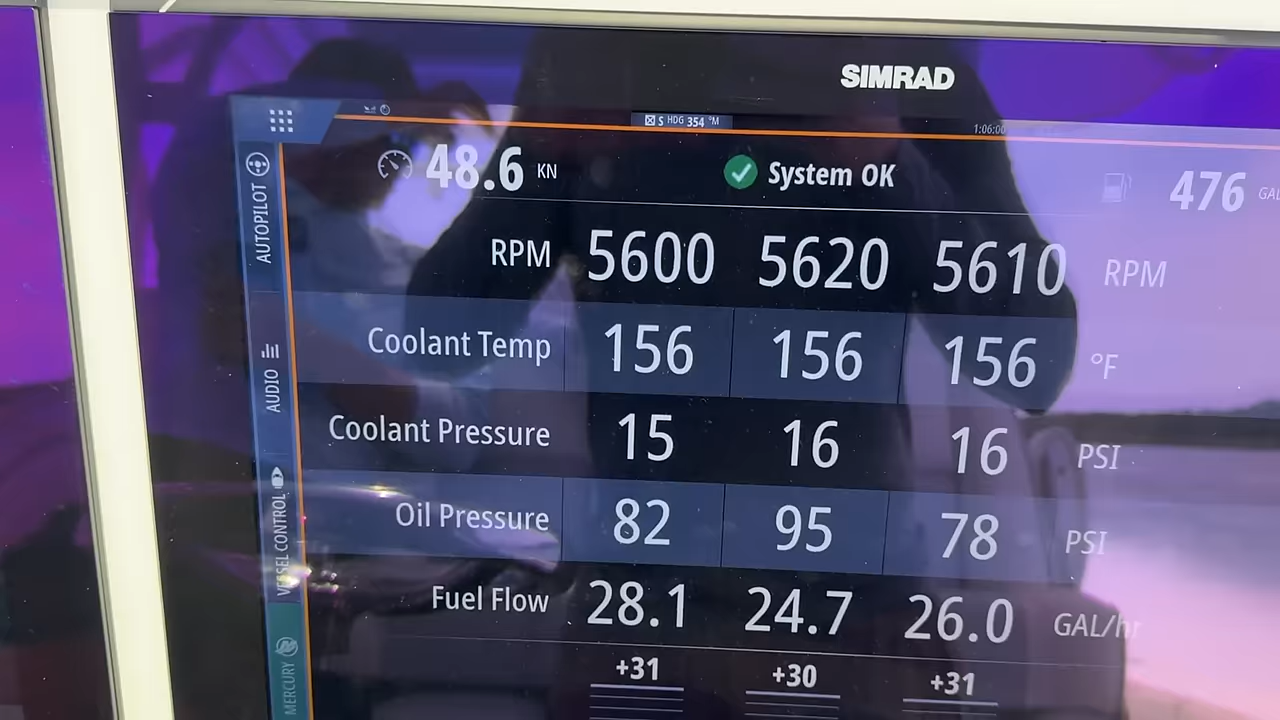 SIMRAD
S HDG 354 °M
1:06:00
48.6 KN
System OK
476 GAL
RPM 5600 5620 5610 RPM
Coolant Temp 156 156 156 °F
Coolant Pressure 15 16 16 PSI
Oil Pressure 82 95 78 PSI
Fuel Flow 28.1 24.7 26.0 GAL/hr
+31 +30 +31
AUTOPILOT
AUDIO
VESSEL CONTROL
MERCURY